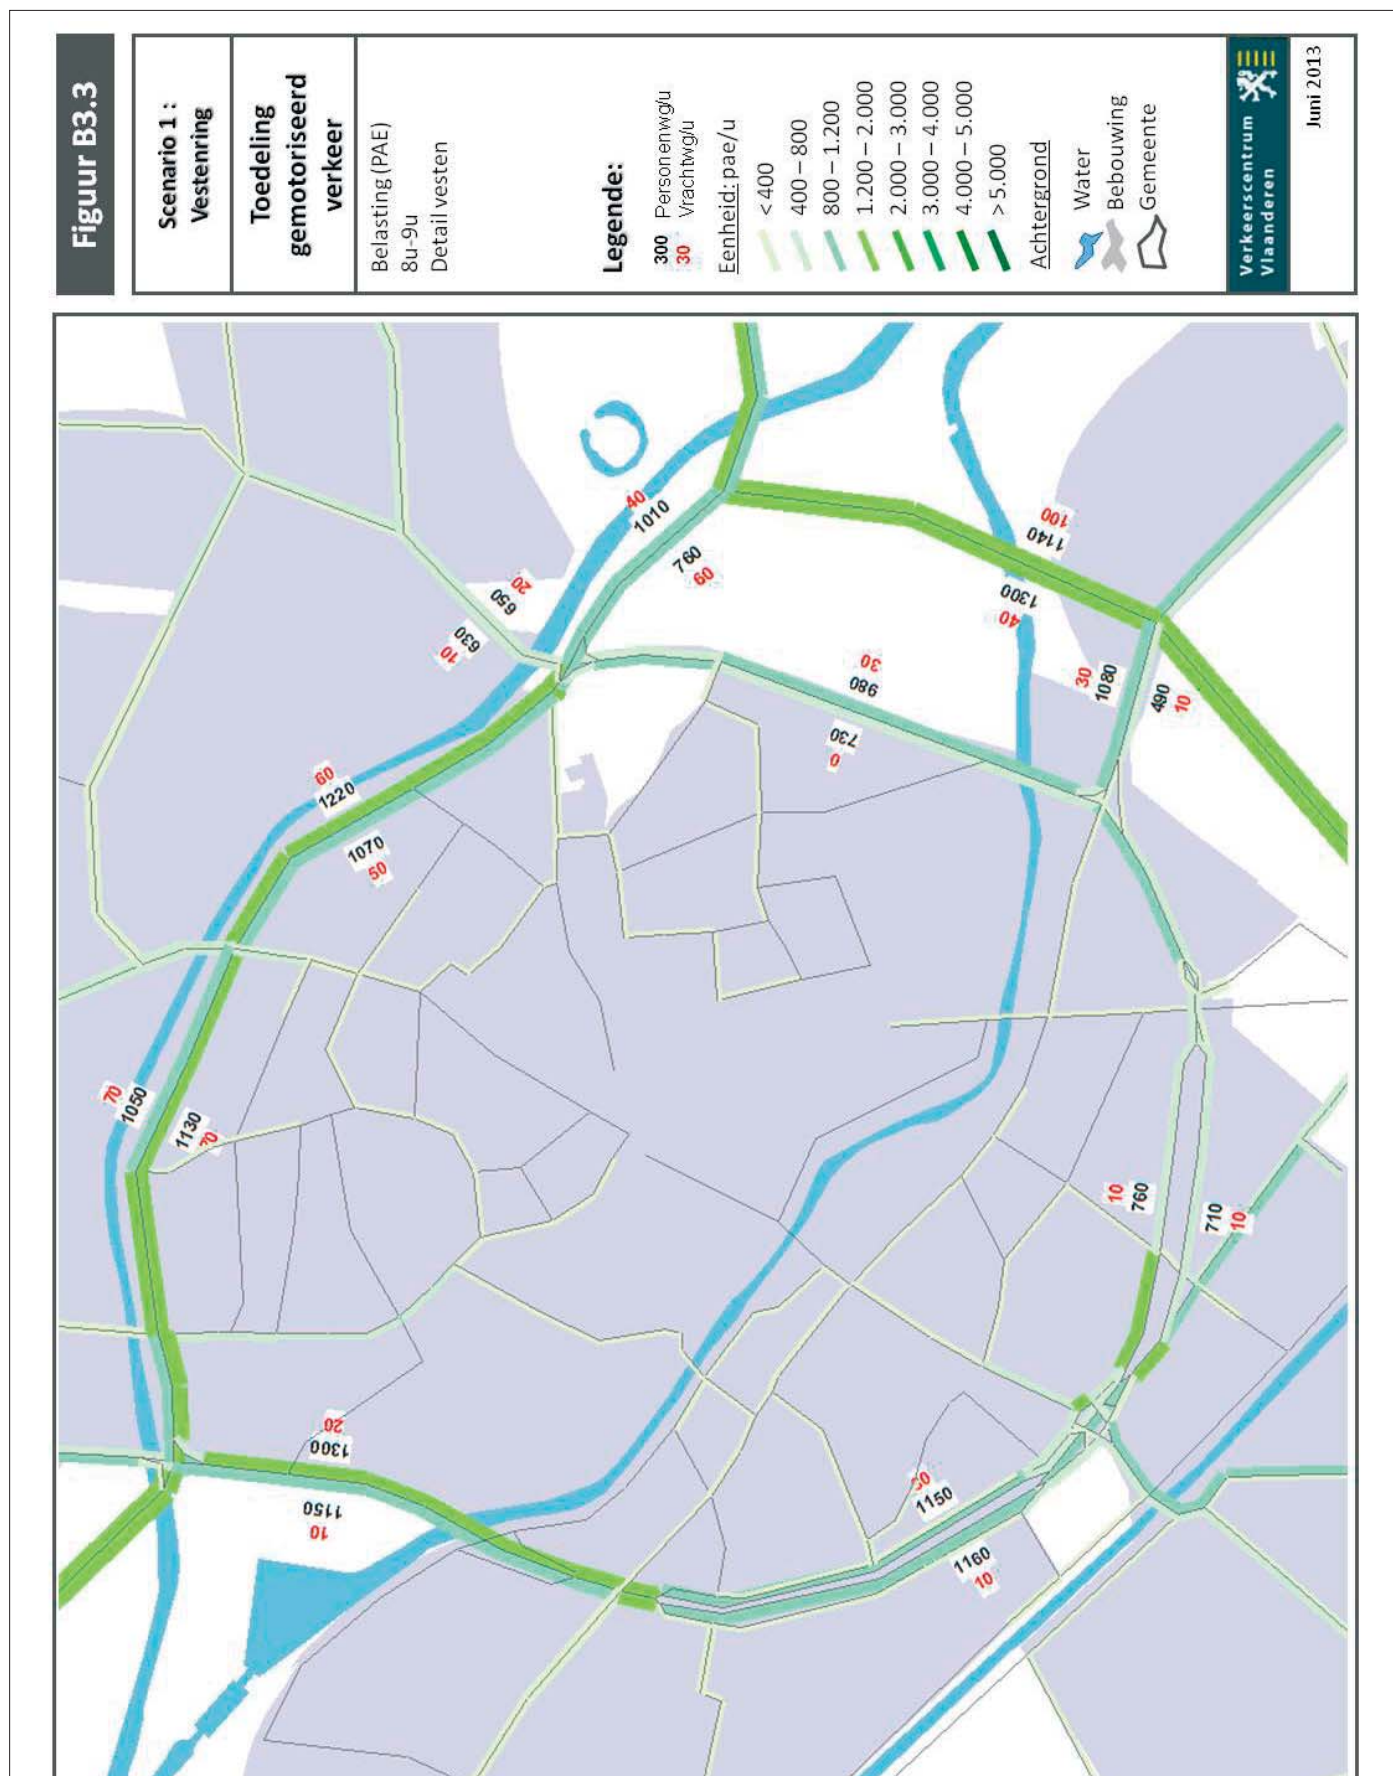 Figuur B3.3
Scenario 1 :
Vestenring
Toedeling
gemotoriseerd
verkeer
Belasting (PAE)
8u-9u
Detail vesten
Legende:
300 Personenwg/u
30 Vrachtwg/u
Eenheid: pae/u
< 400
400 – 800
800 – 1.200
1.200 – 2.000
2.000 – 3.000
3.000 – 4.000
4.000 – 5.000
> 5.000
Achtergrond
Water
Bebouwing
Gemeente
Verkeerscentrum
Vlaanderen
Juni 2013
40
1010
760
60
20
650
630
10
100
1140
1300
40
30
980
730
0
30
1080
490
10
60
1220
1070
50
70
1050
1130
70
10
760
710
10
20
1300
1150
10
1150
1160
10